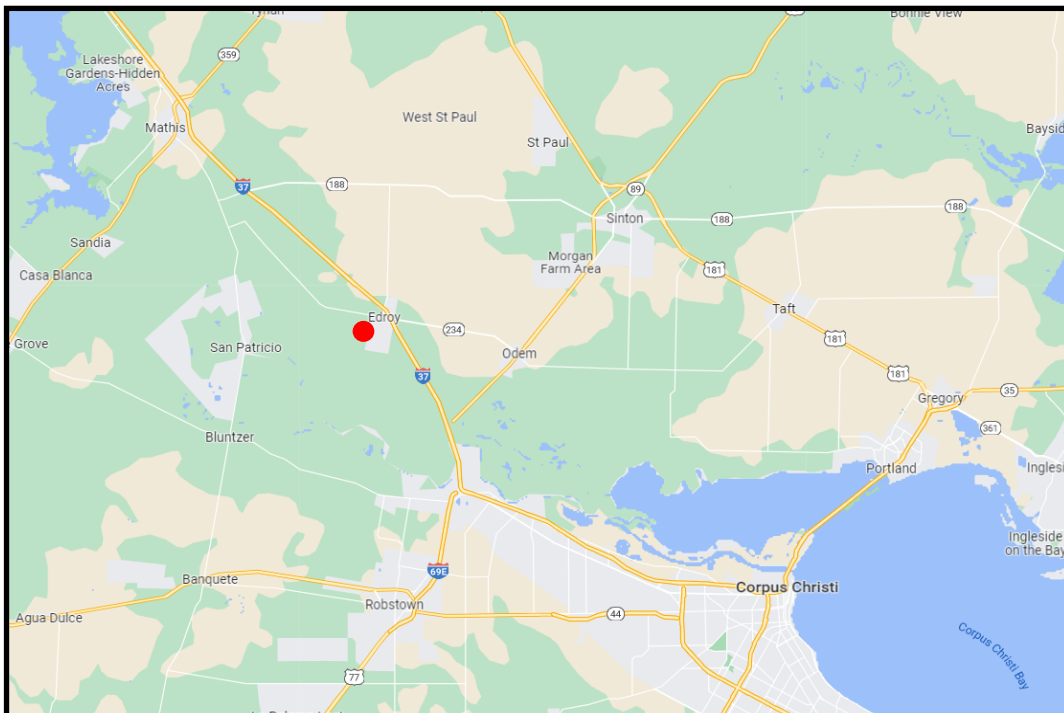 Bonnie View
359
Lakeshore
Gardens-Hidden
Acres
West St Paul
Mathis
St Paul
Bayside
37
188
89
188
Sinton
188
Sandia
Morgan
Farm Area
181
Casa Blanca
Taft
Edroy
234
181
Grove
San Patricio
Odem
37
181
Gregory
35
361
Bluntzer
Portland
Ingleside
on the Bay
69E
Banquete
Corpus Christi
Robstown
44
Agua Dulce
Corpus Christi Bay
77